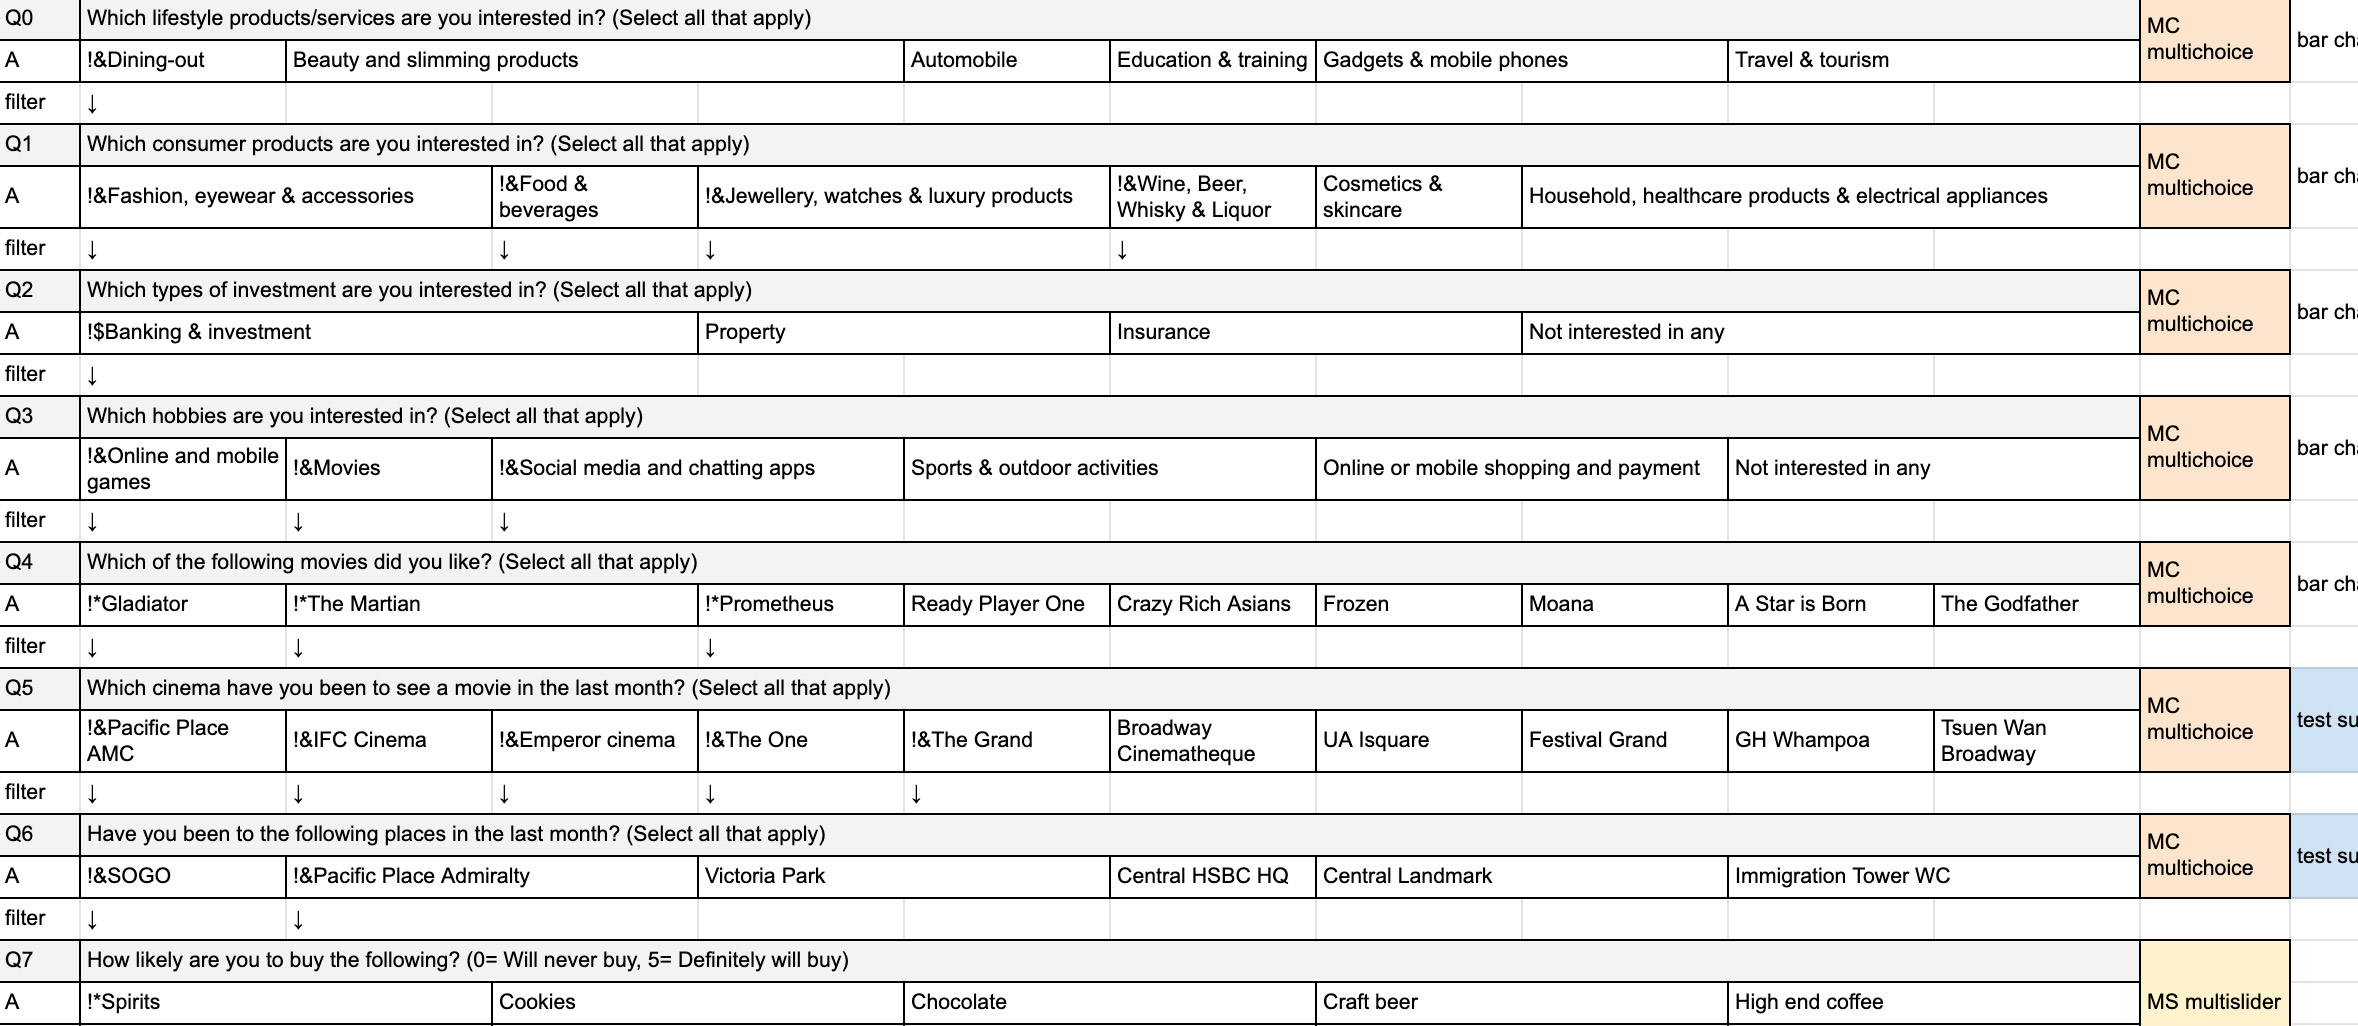 Q0 Which lifestyle products/services are you interested in? (Select all that apply) MC multichoice bar cha
A !&Dining-out Beauty and slimming products Automobile Education & training Gadgets & mobile phones Travel & tourism
filter ↓
Q1 Which consumer products are you interested in? (Select all that apply) MC multichoice bar cha
A !&Fashion, eyewear & accessories !&Food & beverages !&Jewellery, watches & luxury products !&Wine, Beer, Whisky & Liquor Cosmetics & skincare Household, healthcare products & electrical appliances
filter ↓ ↓ ↓ ↓
Q2 Which types of investment are you interested in? (Select all that apply) MC multichoice bar cha
A !$Banking & investment Property Insurance Not interested in any
filter ↓
Q3 Which hobbies are you interested in? (Select all that apply) MC multichoice bar cha
A !&Online and mobile games !&Movies !&Social media and chatting apps Sports & outdoor activities Online or mobile shopping and payment Not interested in any
filter ↓ ↓ ↓
Q4 Which of the following movies did you like? (Select all that apply) MC multichoice bar cha
A !*Gladiator !*The Martian !*Prometheus Ready Player One Crazy Rich Asians Frozen Moana A Star is Born The Godfather
filter ↓ ↓ ↓
Q5 Which cinema have you been to see a movie in the last month? (Select all that apply) MC multichoice test su
A !&Pacific Place AMC !&IFC Cinema !&Emperor cinema !&The One !&The Grand Broadway Cinematheque UA Isquare Festival Grand GH Whampoa Tsuen Wan Broadway
filter ↓ ↓ ↓ ↓ ↓
Q6 Have you been to the following places in the last month? (Select all that apply) MC multichoice test su
A !&SOGO !&Pacific Place Admiralty Victoria Park Central HSBC HQ Central Landmark Immigration Tower WC
filter ↓ ↓
Q7 How likely are you to buy the following? (0= Will never buy, 5= Definitely will buy)
A !*Spirits Cookies Chocolate Craft beer High end coffee MS multislider